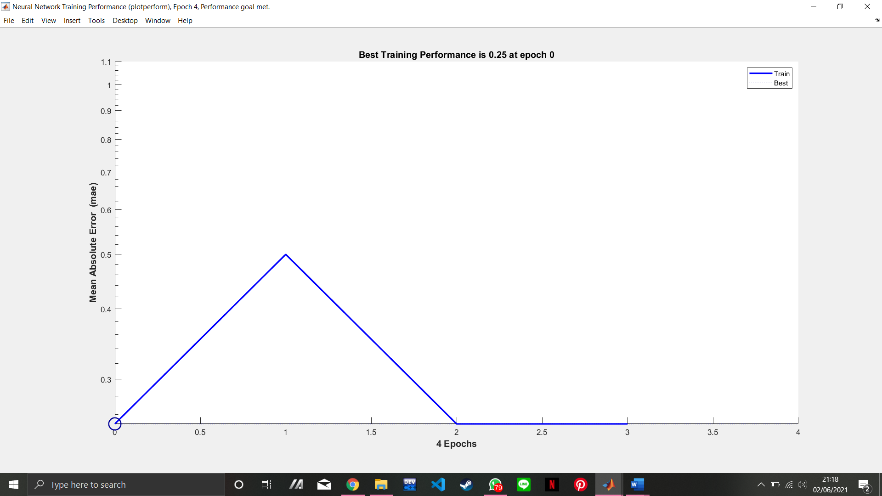 Neural Network Training Performance (plotperform), Epoch 4, Performance goal met.
File Edit View Insert Tools Desktop Window Help
Best Training Performance is 0.25 at epoch 0
Train
Best
1.1
1
0.9
0.8
0.7
0.6
0.5
0.4
0.3
Mean Absolute Error (mae)
0 0.5 1 1.5 2 2.5 3 3.5 4
4 Epochs
Type here to search
DEV
79
N
W
21:18
02/06/2021
2